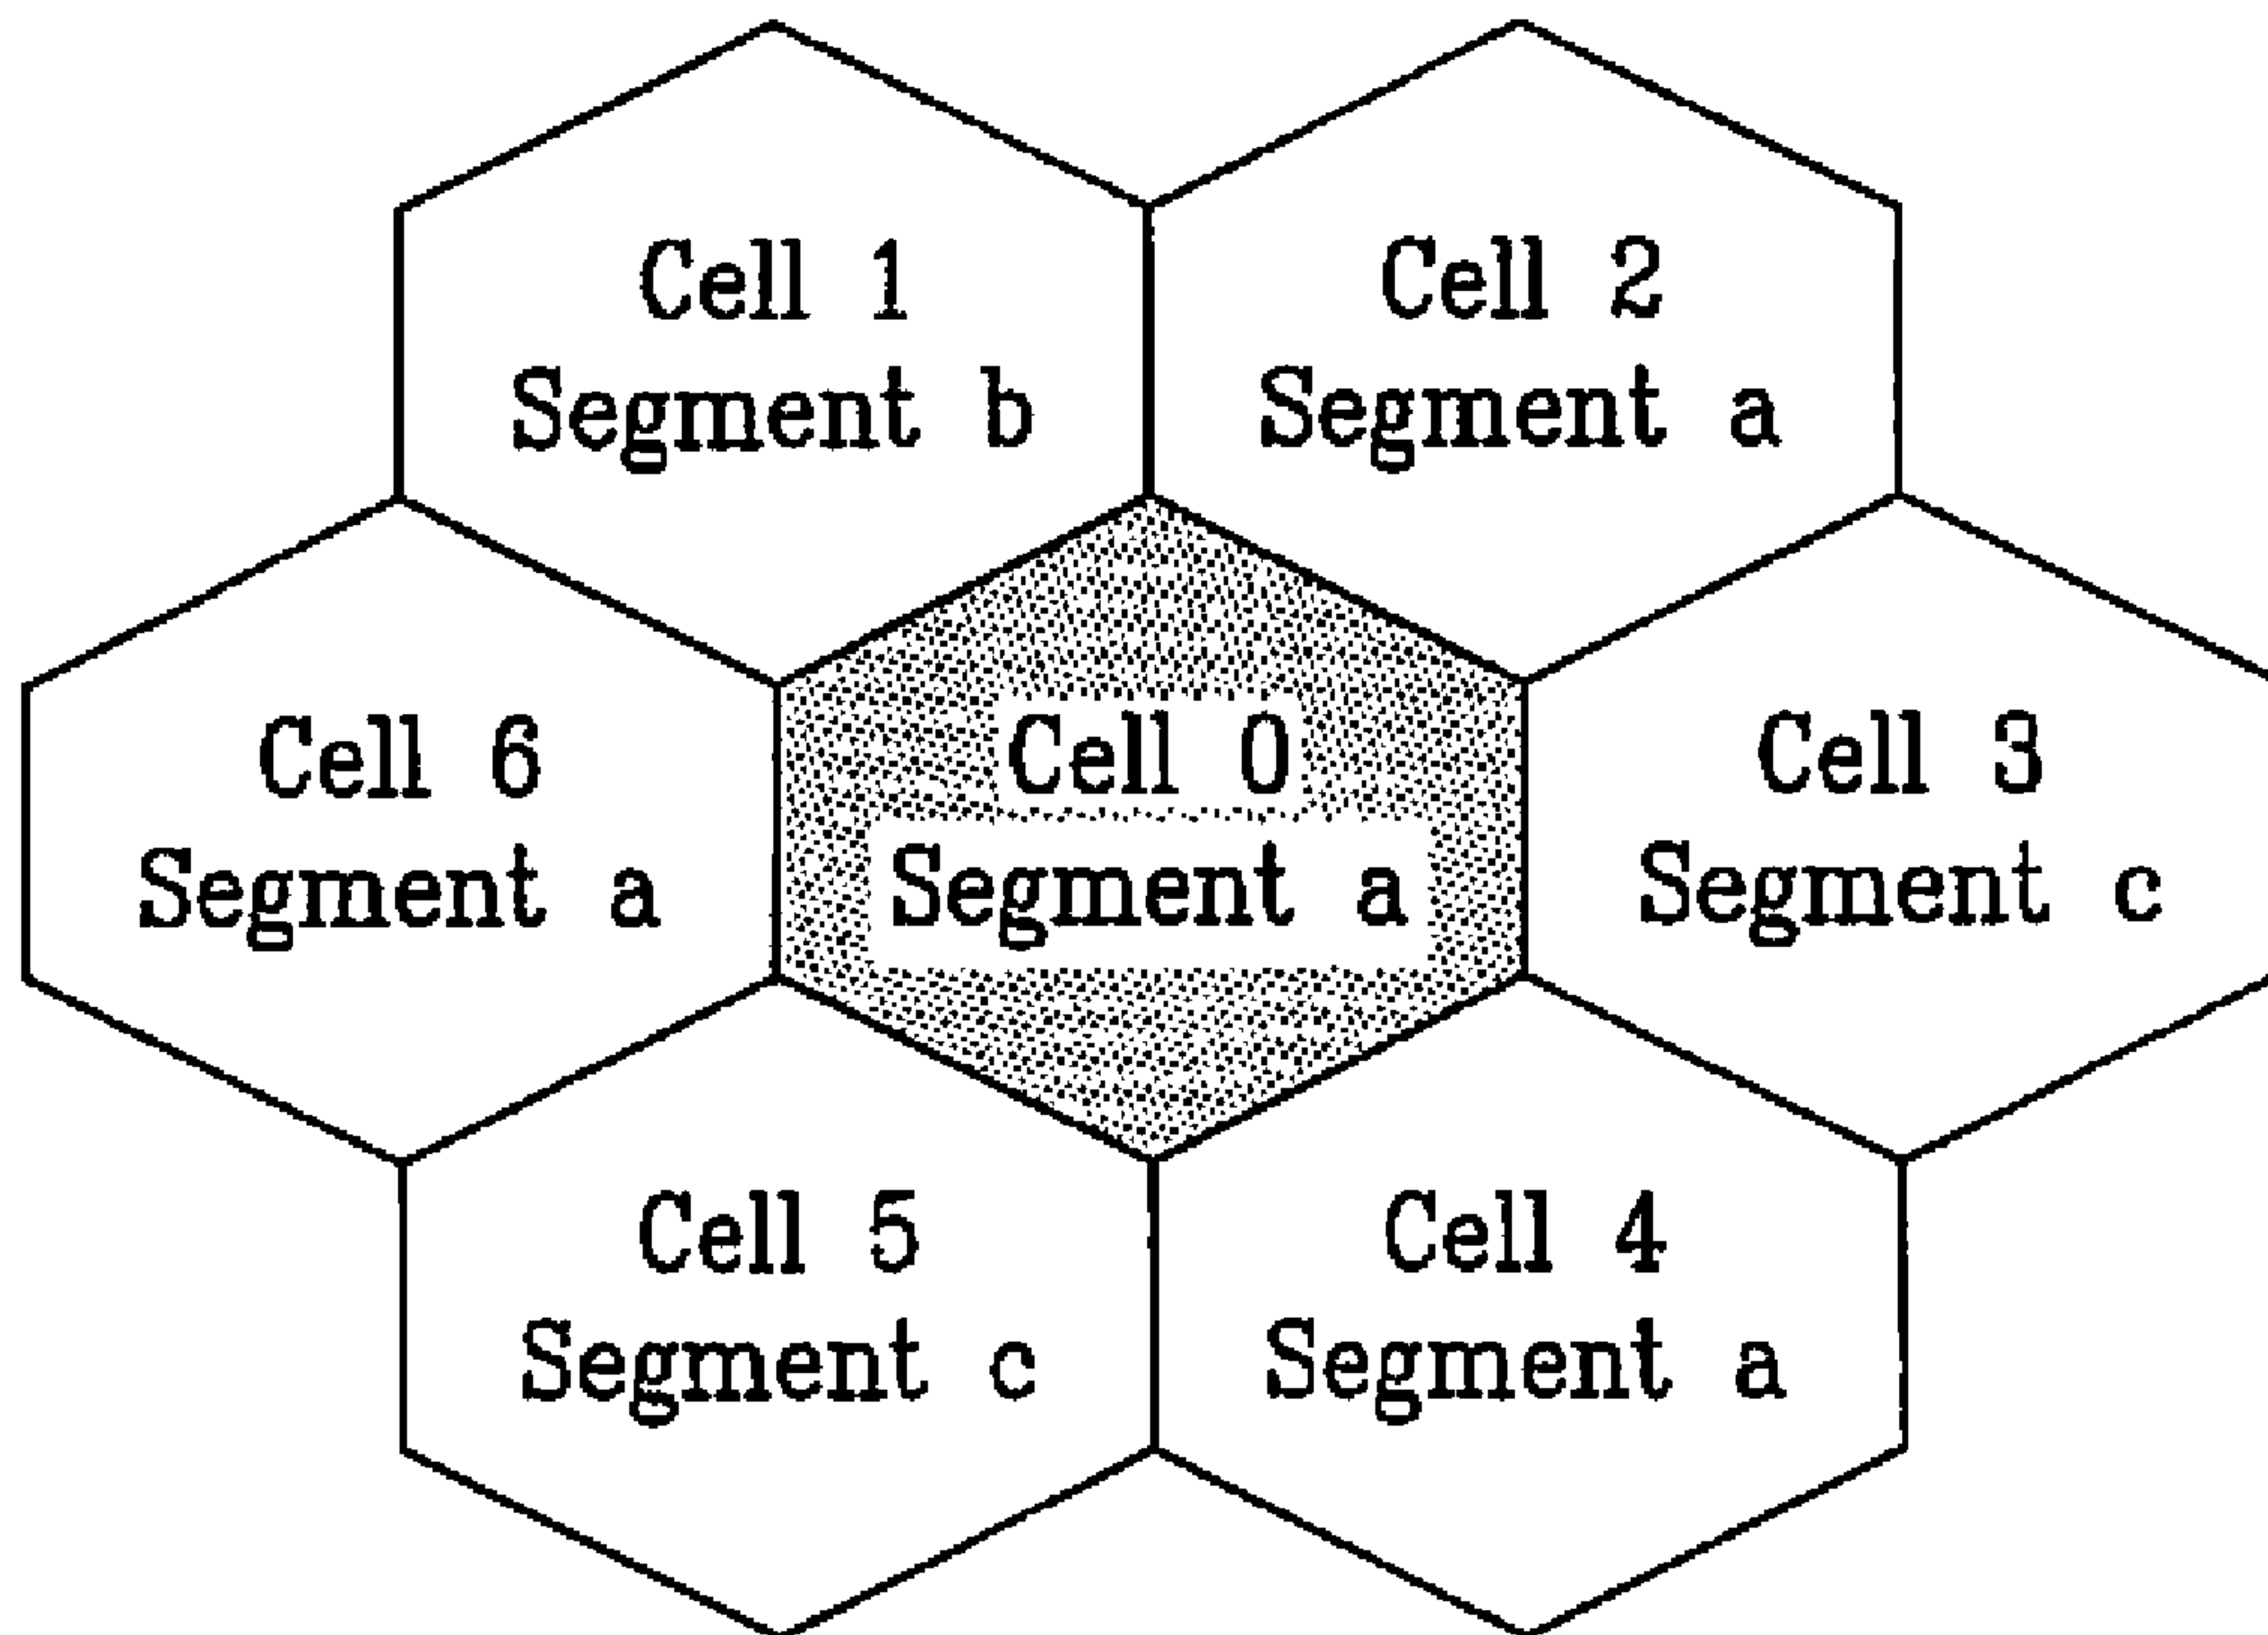 Cell 1
Segment b
Cell 2
Segment a
Cell 6
Segment a
Cell 0
Segment a
Cell 3
Segment c
Cell 5
Segment c
Cell 4
Segment a